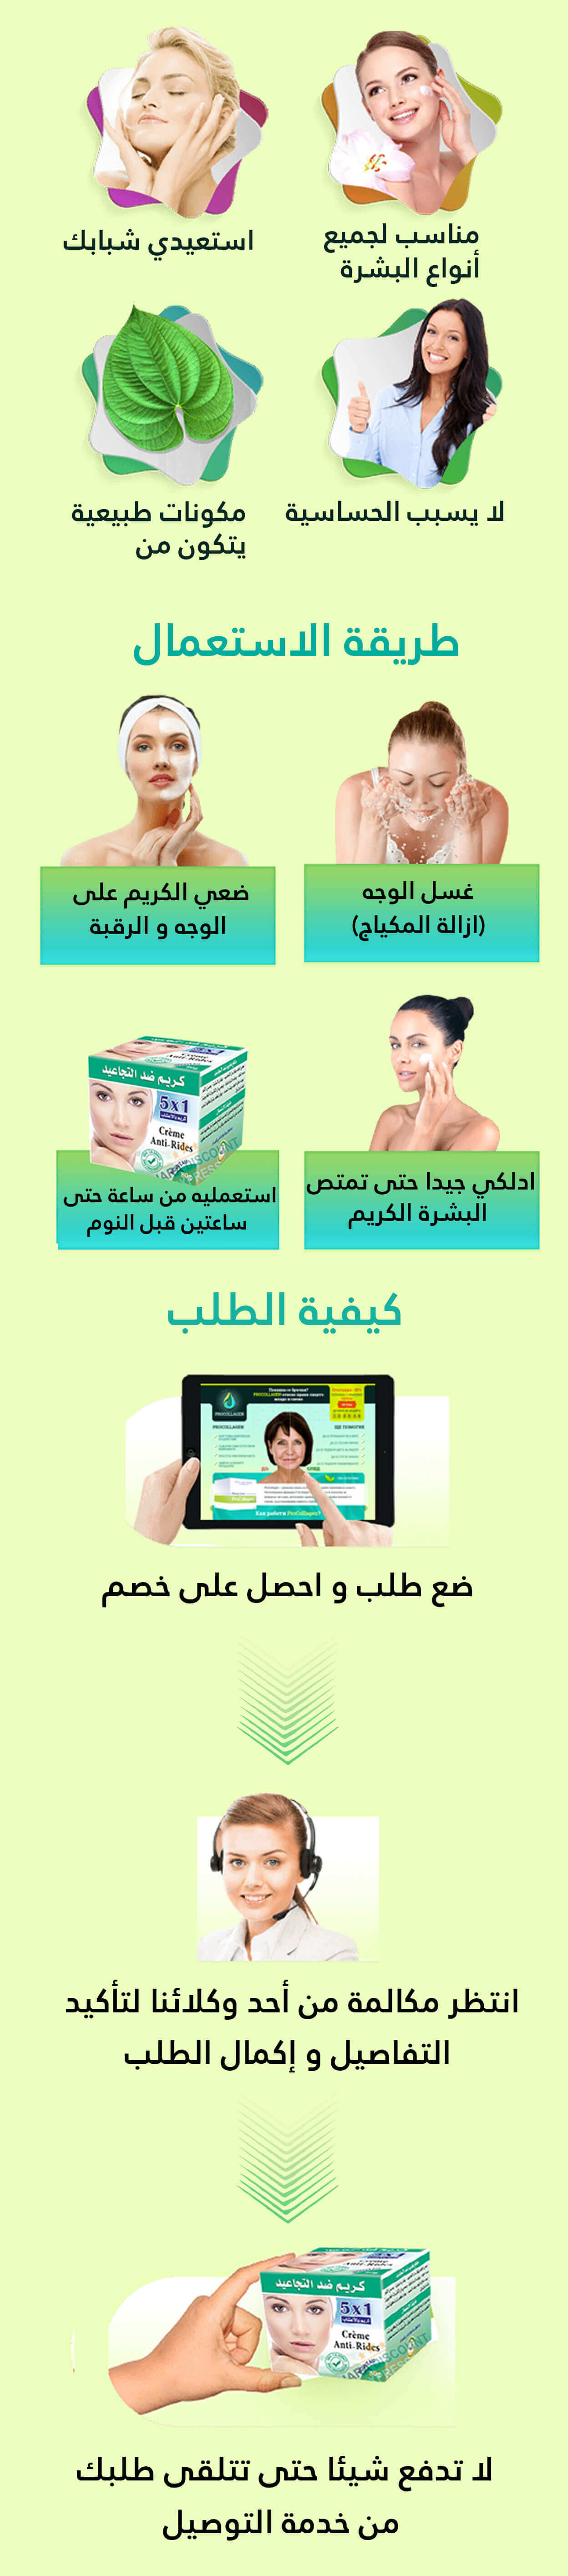 مناسب لجميع
أنواع البشرة
استعيدي شبابك
لا يسبب الحساسية
مكونات طبيعية
يتكون من
طريقة الاستعمال
غسل الوجه
(ازالة المكياج)
ضعي الكريم على
الوجه و الرقبة
ادلكي جيدا حتى تمتص
البشرة الكريم
كريم ضد التجاعيد
5x1
Crème
Anti-Rides
استعمليه من ساعة حتى
ساعتين قبل النوم
كيفية الطلب
PROCOLLAGEN
PROCOLLAGEN
ضع طلب و احصل على خصم
انتظر مكالمة من أحد وكلائنا لتأكيد
التفاصيل و إكمال الطلب
كريم ضد التجاعيد
5x1
Crème
Anti-Rides
لا تدفع شيئا حتى تتلقى طلبك
من خدمة التوصيل